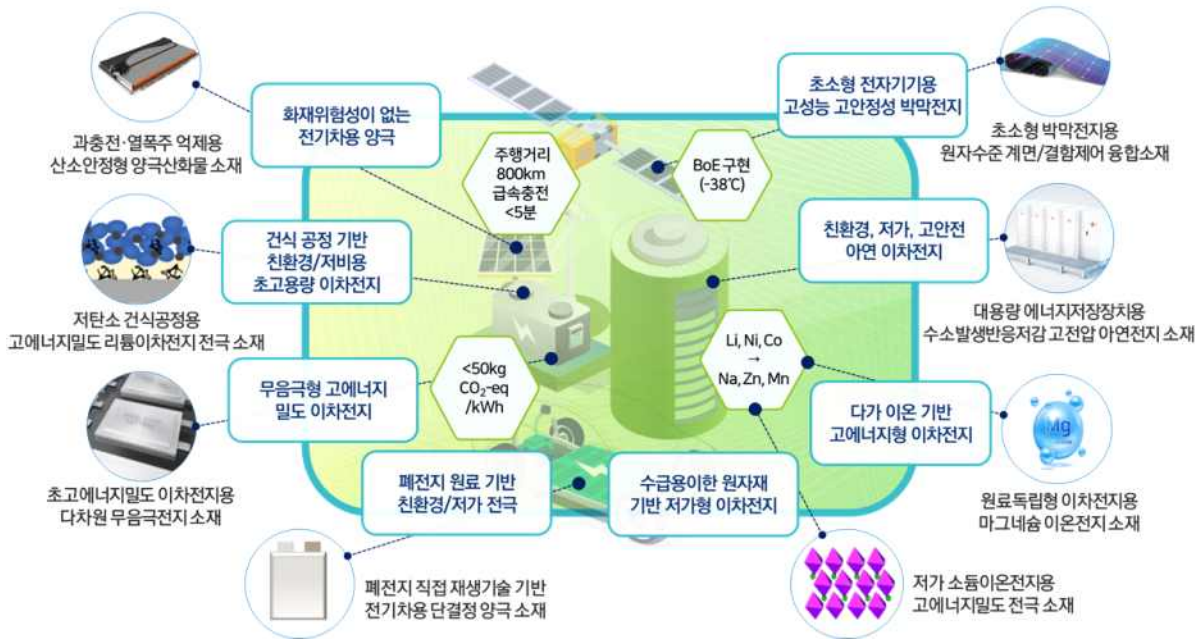 화재위험성이 없는
전기차용 양극
초소형 전자기기용
고성능 고안정성 박막전지
과충전·열폭주 억제용
산소안정형 양극산화물 소재
주행거리
800km
급속충전
<5분
BoE 구현
(-38℃)
초소형 박막전지용
원자수준 계면/결함제어 융합소재
건식 공정 기반
친환경/저비용
초고용량 이차전지
친환경, 저가, 고안전
아연 이차전지
저탄소 건식공정용
고에너지밀도 리튬이차전지 전극 소재
대용량 에너지저장장치용
수소발생반응저감 고전압 아연전지 소재
무음극형 고에너지
밀도 이차전지
<50kg
CO₂-eq
/kWh
Li, Ni, Co
→
Na, Zn, Mn
다가 이온 기반
고에너지형 이차전지
Mg
초고에너지밀도 이차전지용
다차원 무음극전지 소재
폐전지 원료 기반
친환경/저가 전극
수급용이한 원자재
기반 저가형 이차전지
원료독립형 이차전지용
마그네슘 이온전지 소재
폐전지 직접 재생기술 기반
전기차용 단결정 양극 소재
저가 소듐이온전지용
고에너지밀도 전극 소재